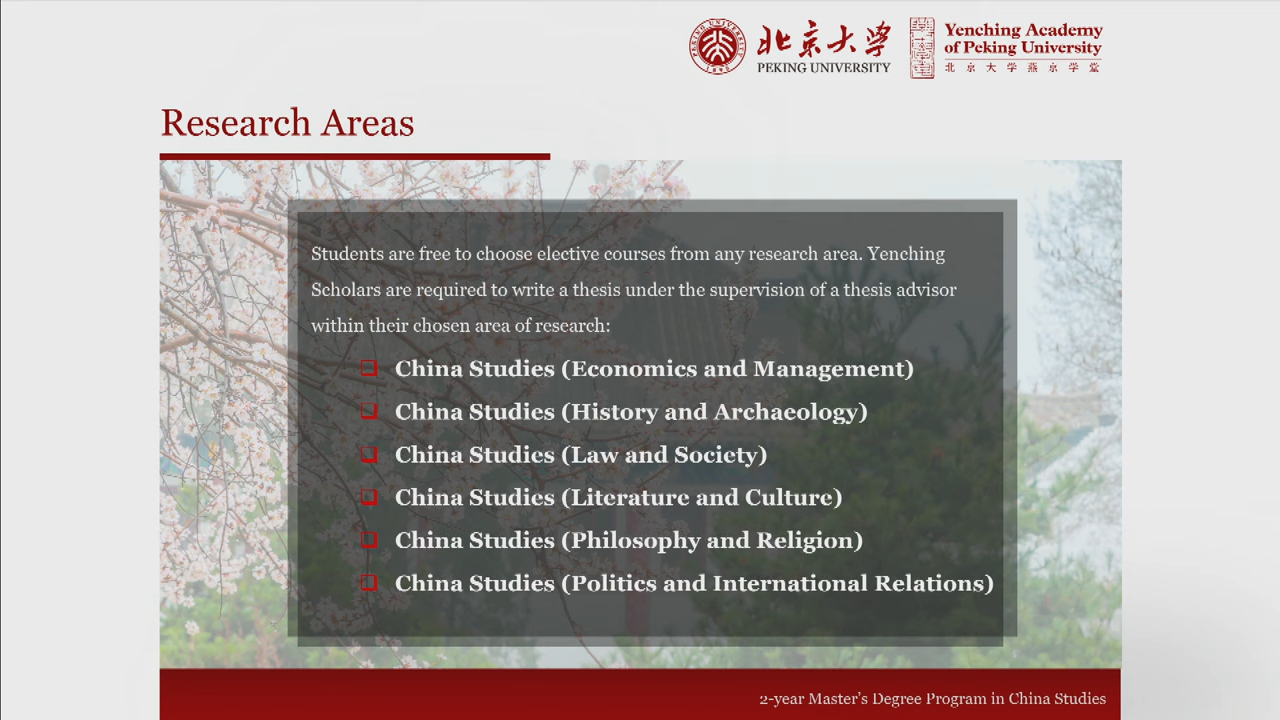 PEKING UNIVERSITY
1898
北京大学
PEKING UNIVERSITY
Yenching Academy
of Peking University
北京大学燕京学堂
Research Areas
Students are free to choose elective courses from any research area. Yenching
Scholars are required to write a thesis under the supervision of a thesis advisor
within their chosen area of research:
China Studies (Economics and Management)
China Studies (History and Archaeology)
China Studies (Law and Society)
China Studies (Literature and Culture)
China Studies (Philosophy and Religion)
China Studies (Politics and International Relations)
2-year Master's Degree Program in China Studies